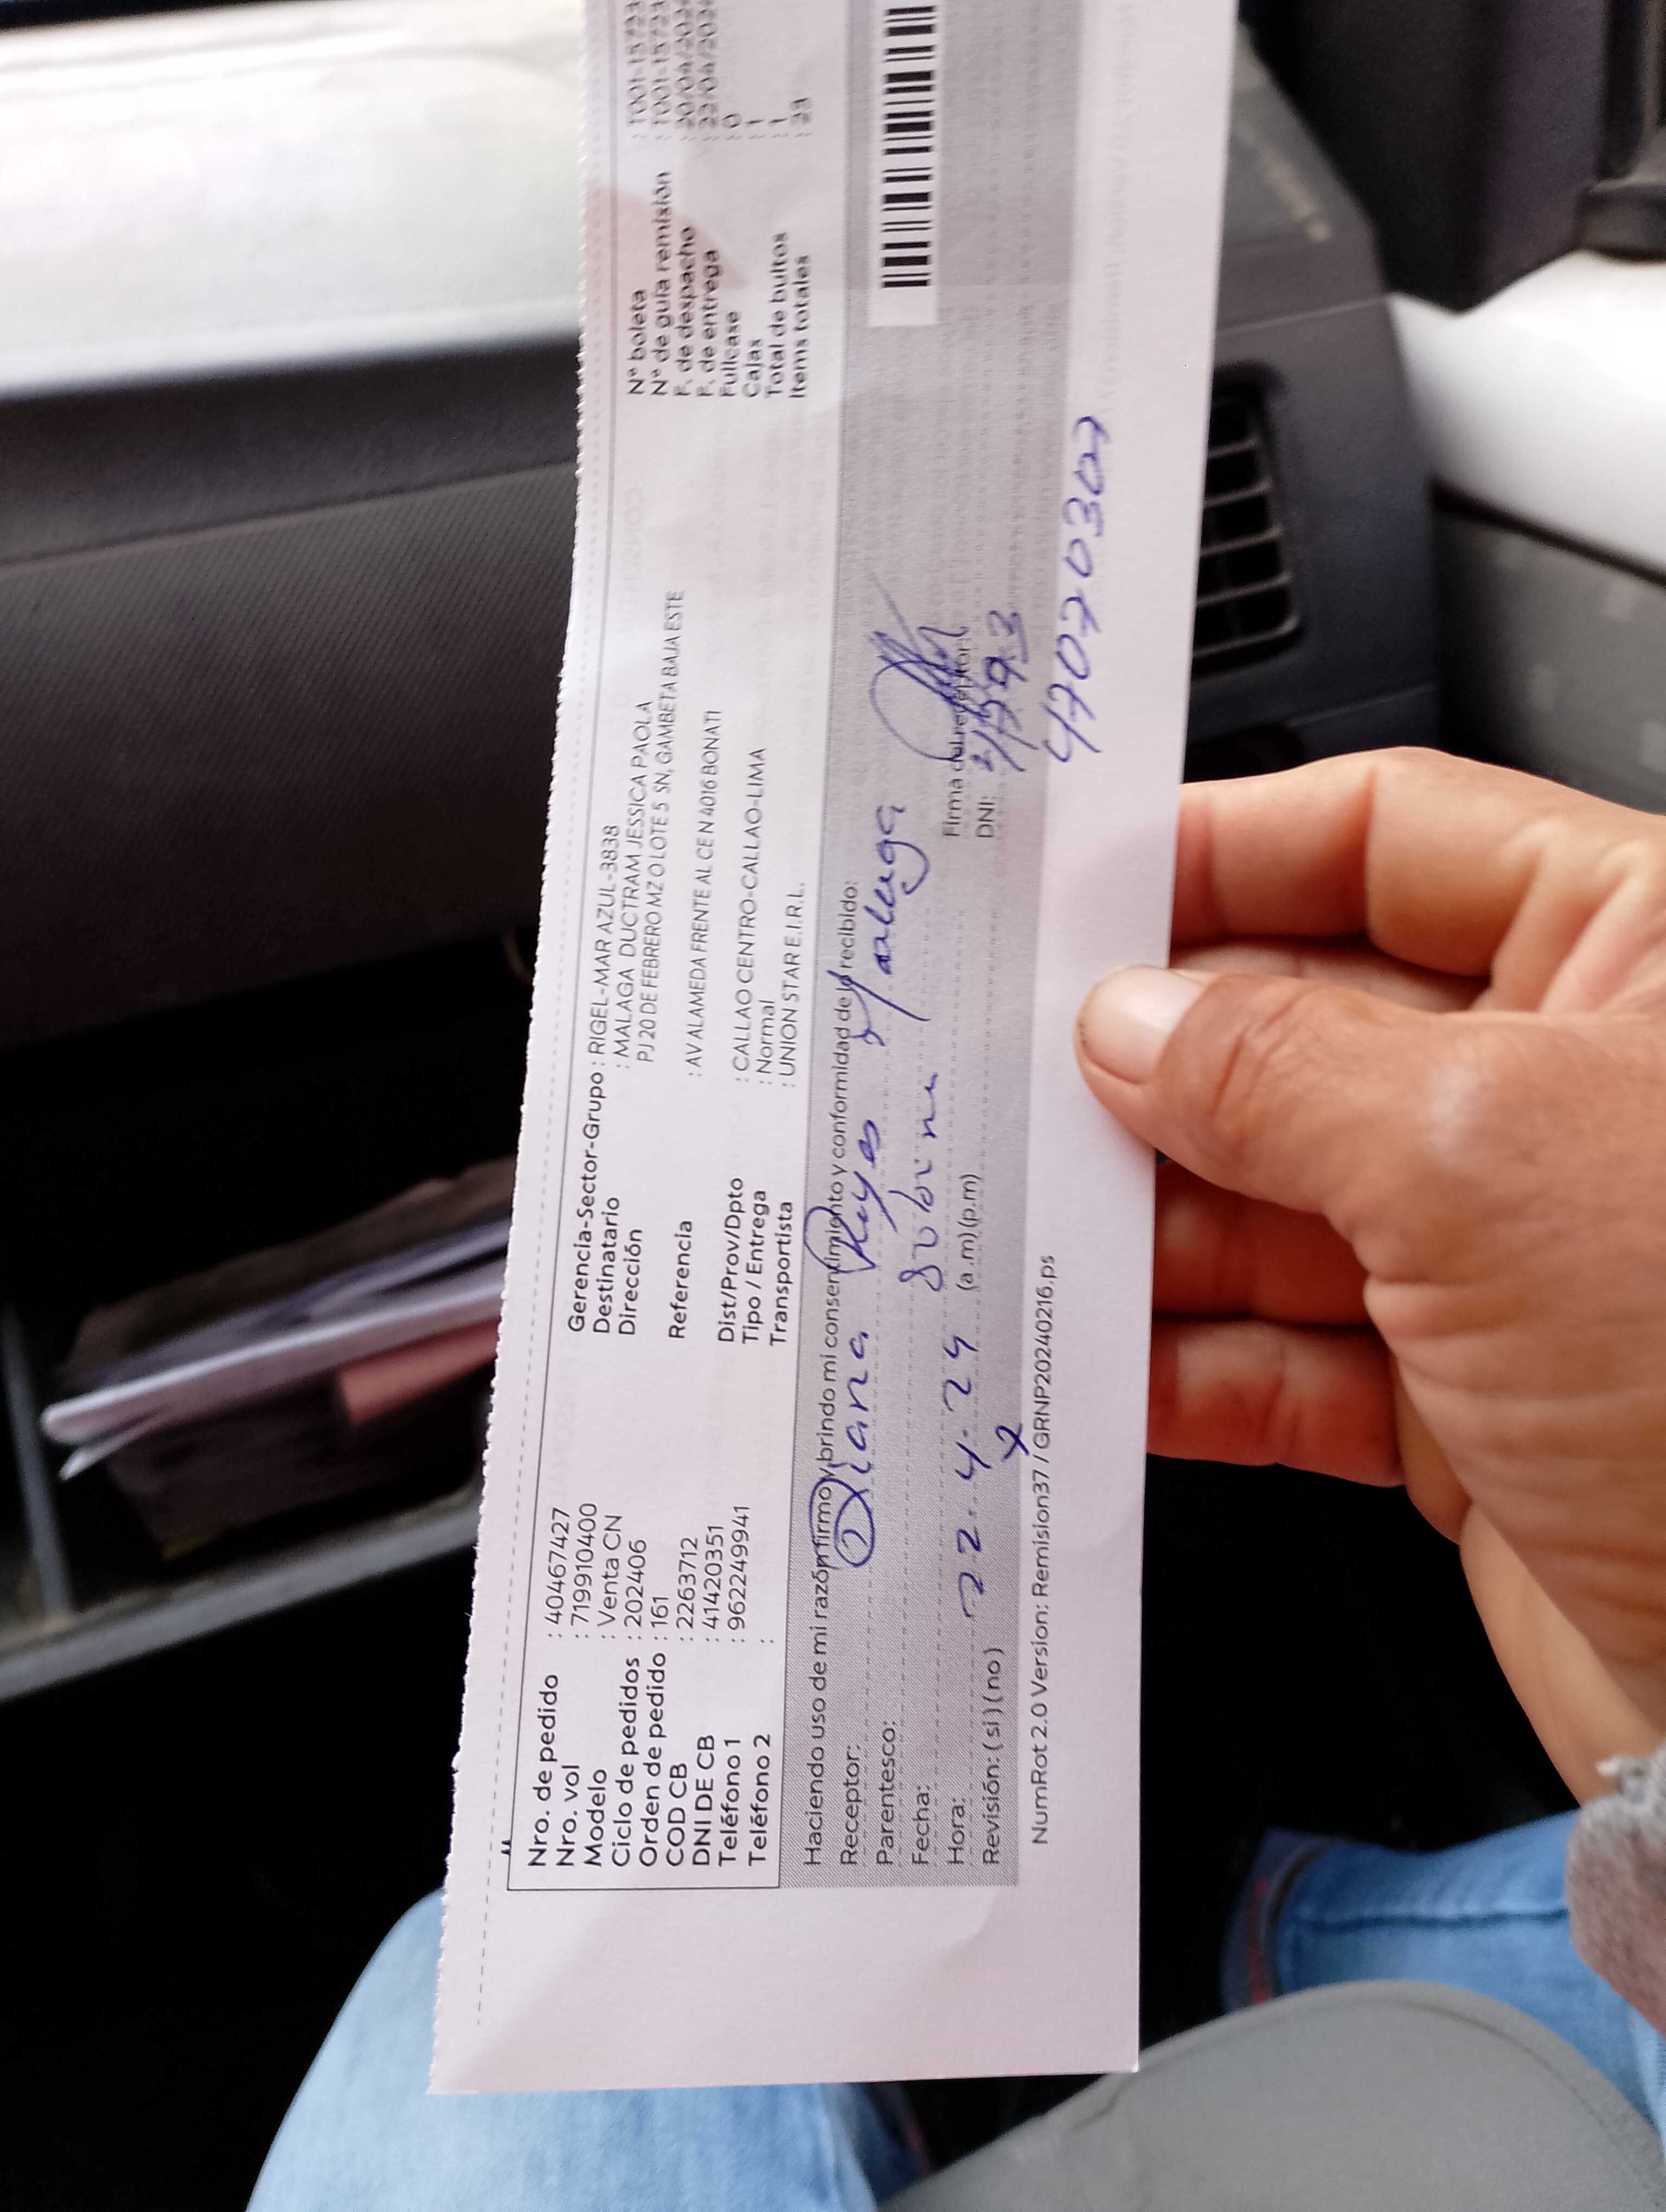 Nro. de pedido : 40467427
Nro. vol : 719910400
Modelo : Venta CN
Ciclo de pedidos : 202406
Orden de pedido : 161
COD CB : 2263712
DNI DE CB : 41420351
Teléfono 1 : 962249941
Teléfono 2 :
Gerencia-Sector-Grupo : RIGEL-MAR AZUL-3838
Destinatario : MALAGA DUCTRAM JESSICA PAOLA
Dirección PJ 20 DE FEBRERO MZ O LOTE 5 SN, GAMBETA BAJA ESTE
Referencia : AV ALAMEDA FRENTE AL CE N 4016 BONATI
Dist/Prov/Dpto : CALLAO CENTRO-CALLAO-LIMA
Tipo / Entrega : Normal
Transportista : UNION STAR E.I.R.L.
N° boleta
N° de guía remisión
F. de despacho
F. de entrega
Fullcase : 0
Cajas : 1
Total de bultos : 1
Items totales : 23
Haciendo uso de mi razón firmo y brindo mi consentimiento y conformidad de lo recibido:
Receptor: Diana Reyes Malaga
Parentesco: Sobrina
Fecha: 22.4.24
Hora: (a.m)(p.m)
Revisión: (si)(no) x
Firma del receptor
DNI:
47070307
NumRot 2.0 Version: Remision37 / GRNP20240216.ps